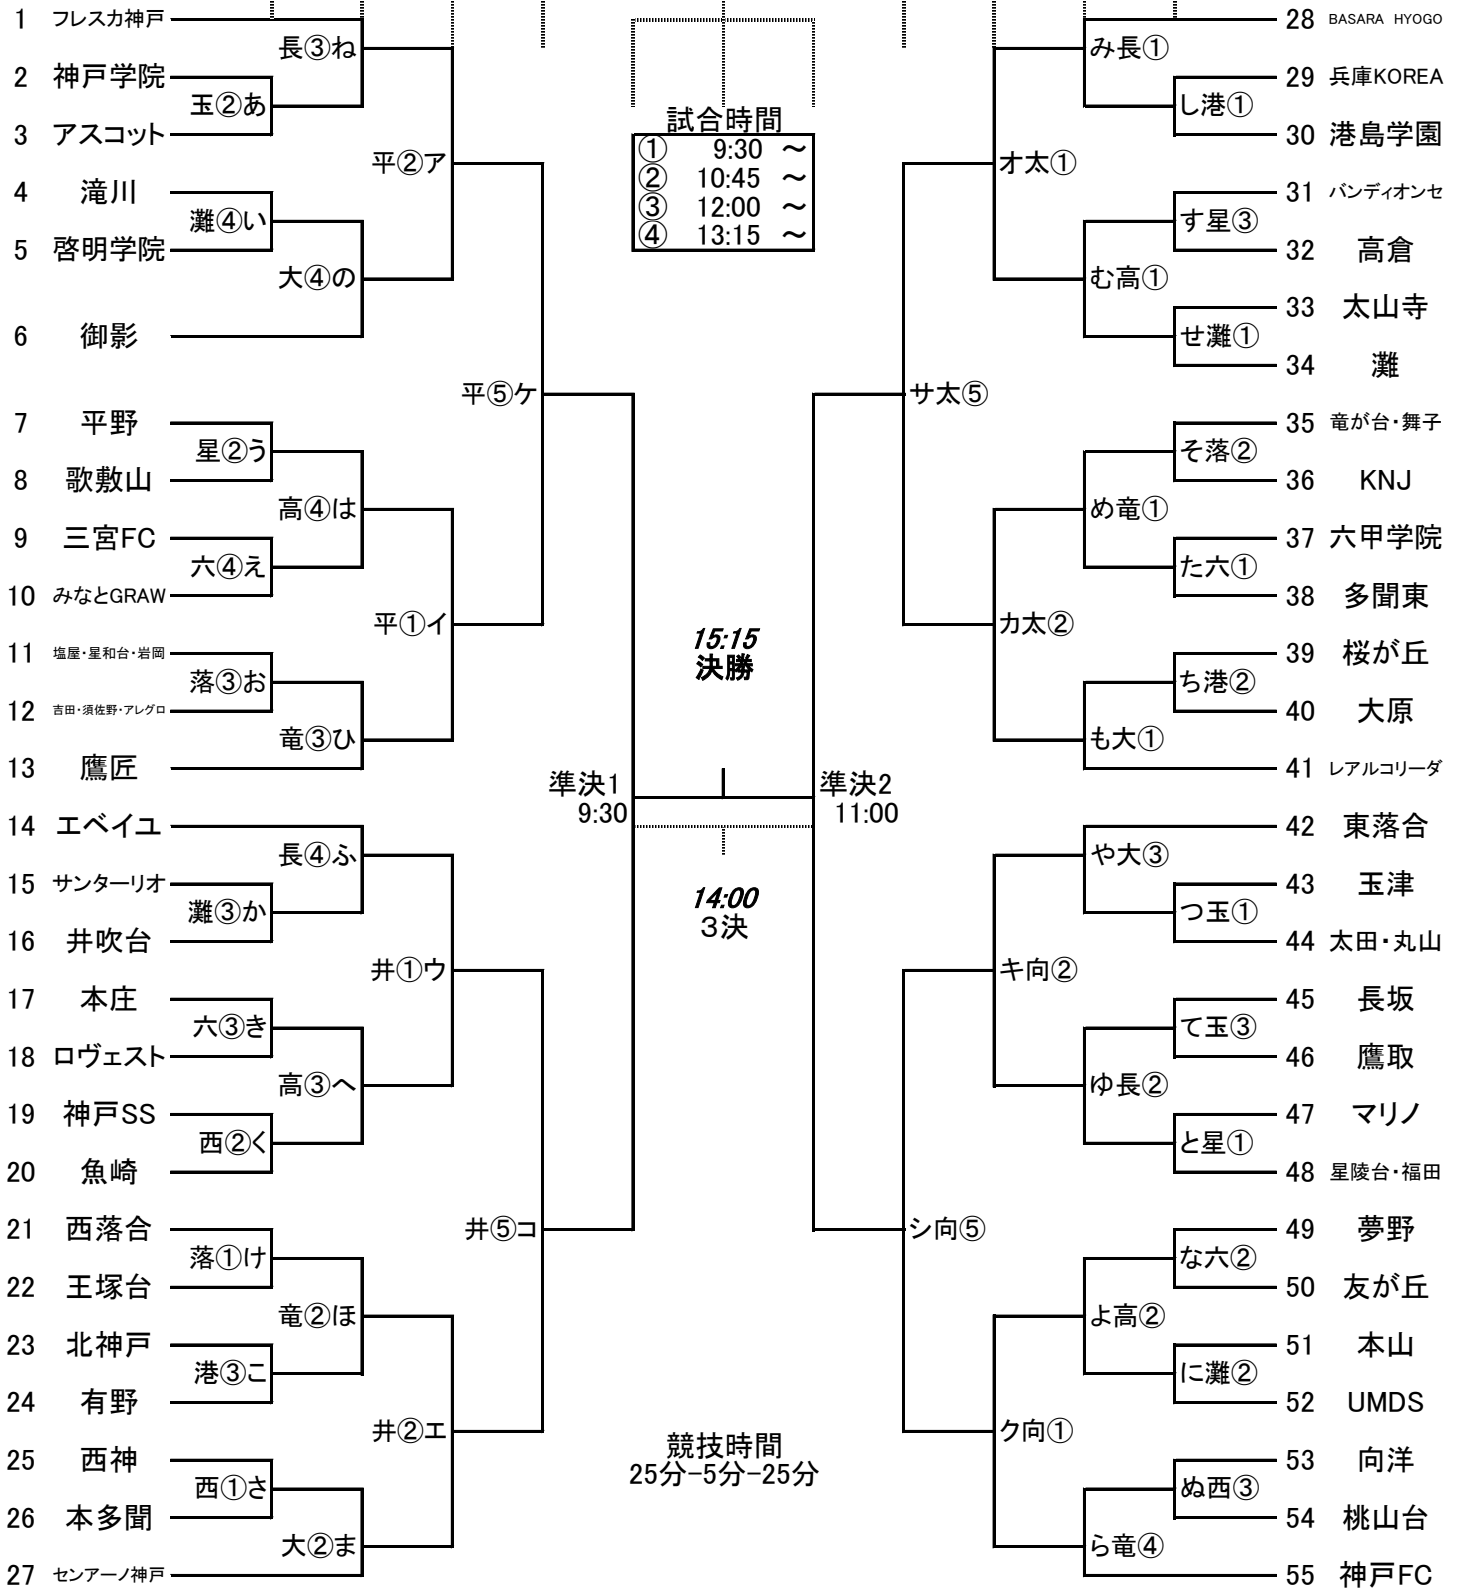 1 フレスカ神戸
長③ね
2 神戸学院
玉②あ
3 アスコット
平②ア
4 滝川
灘④い
5 啓明学院
大④の
6 御影
平⑤ケ
7 平野
星②う
8 歌敷山
高④は
9 三宮FC
六④え
10 みなとGRAW
平①イ
11 塩屋・星和台・岩岡
落③お
12 吉田・須佐野・アレグロ
竜③ひ
13 鷹匠
準決1
9:30
14 エベイユ
長④ふ
15 サンターリオ
灘③か
16 井吹台
井①ウ
17 本庄
六③き
18 ロヴェスト
高③へ
19 神戸SS
西②く
20 魚崎
21 西落合
井⑤コ
落①け
22 王塚台
竜②ほ
23 北神戸
港③こ
24 有野
井②エ
25 西神
西①さ
26 本多聞
大②ま
27 センアーノ神戸
試合時間
① 9:30 ～
② 10:45 ～
③ 12:00 ～
④ 13:15 ～
15:15
決勝
14:00
3決
競技時間
25分-5分-25分
28 BASARA HYOGO
み長①
29 兵庫KOREA
し港①
30 港島学園
オ太①
31 バンディオンセ
す星③
32 高倉
む高①
33 太山寺
せ灘①
34 灘
サ太⑤
35 竜が台・舞子
そ落②
36 KNJ
め竜①
37 六甲学院
た六①
38 多聞東
カ太②
39 桜が丘
ち港②
40 大原
も大①
41 レアルコリーダ
準決2
11:00
42 東落合
や大③
43 玉津
つ玉①
44 太田・丸山
キ向②
45 長坂
て玉③
46 鷹取
ゆ長②
47 マリノ
と星①
48 星陵台・福田
49 夢野
シ向⑤
な六②
50 友が丘
よ高②
51 本山
に灘②
52 UMDS
ク向①
53 向洋
ぬ西③
54 桃山台
ら竜④
55 神戸FC